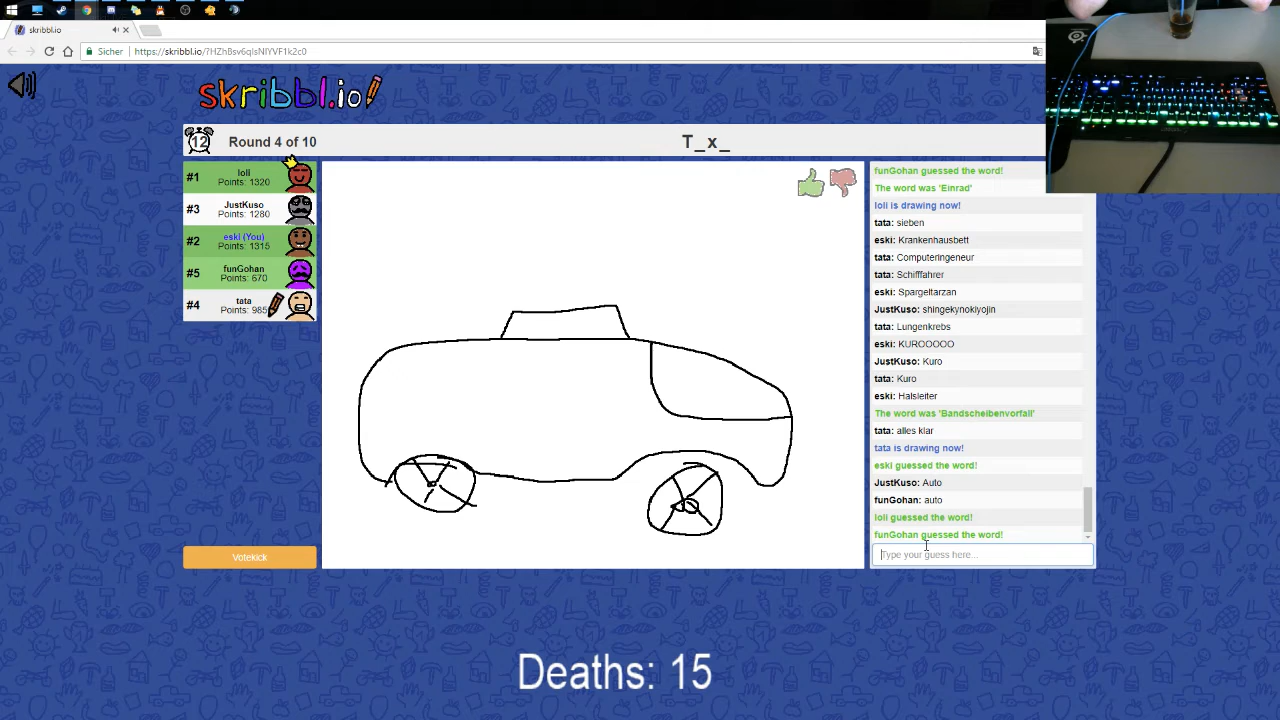 skribbl.io
Sicher
https://skribbl.io/?HZhBsv6qIsNlYVF1k2c0
skribbl.io
12
Round 4 of 10
T_x_
#1
loli
Points: 1320
#3
JustKuso
Points: 1280
#2
eski (You)
Points: 1315
#5
funGohan
Points: 670
#4
tata
Points: 985
Votekick
funGohan guessed the word!
The word was 'Einrad'
loli is drawing now!
tata: sieben
eski: Krankenhausbett
tata: Computeringeneur
tata: Schifffahrer
eski: Spargeltarzan
JustKuso: shingekynokiyojin
tata: Lungenkrebs
eski: KUROOOOO
JustKuso: Kuro
tata: Kuro
eski: Halsleiter
The word was 'Bandscheibenvorfall'
tata: alles klar
tata is drawing now!
eski guessed the word!
JustKuso: Auto
funGohan: auto
loli guessed the word!
funGohan guessed the word!
Type your guess here...
Deaths: 15